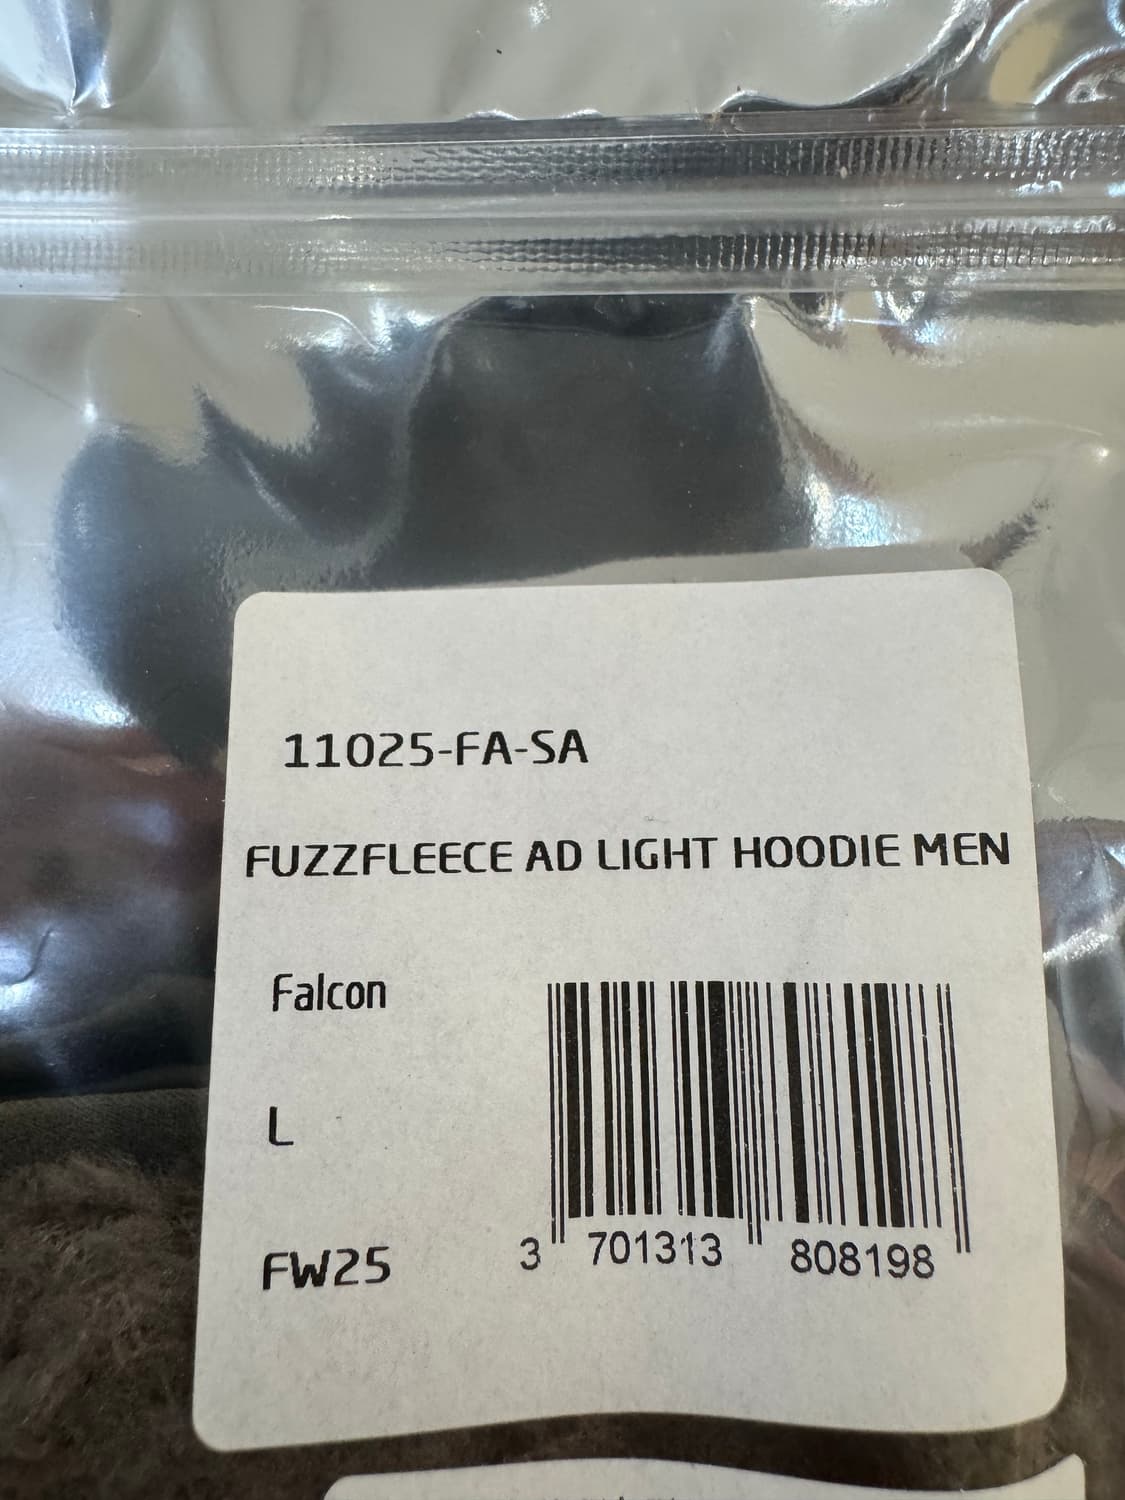 11025-FA-SA
FUZZFLEECE AD LIGHT HOODIE MEN
Falcon
L
FW25
3 701313 808198